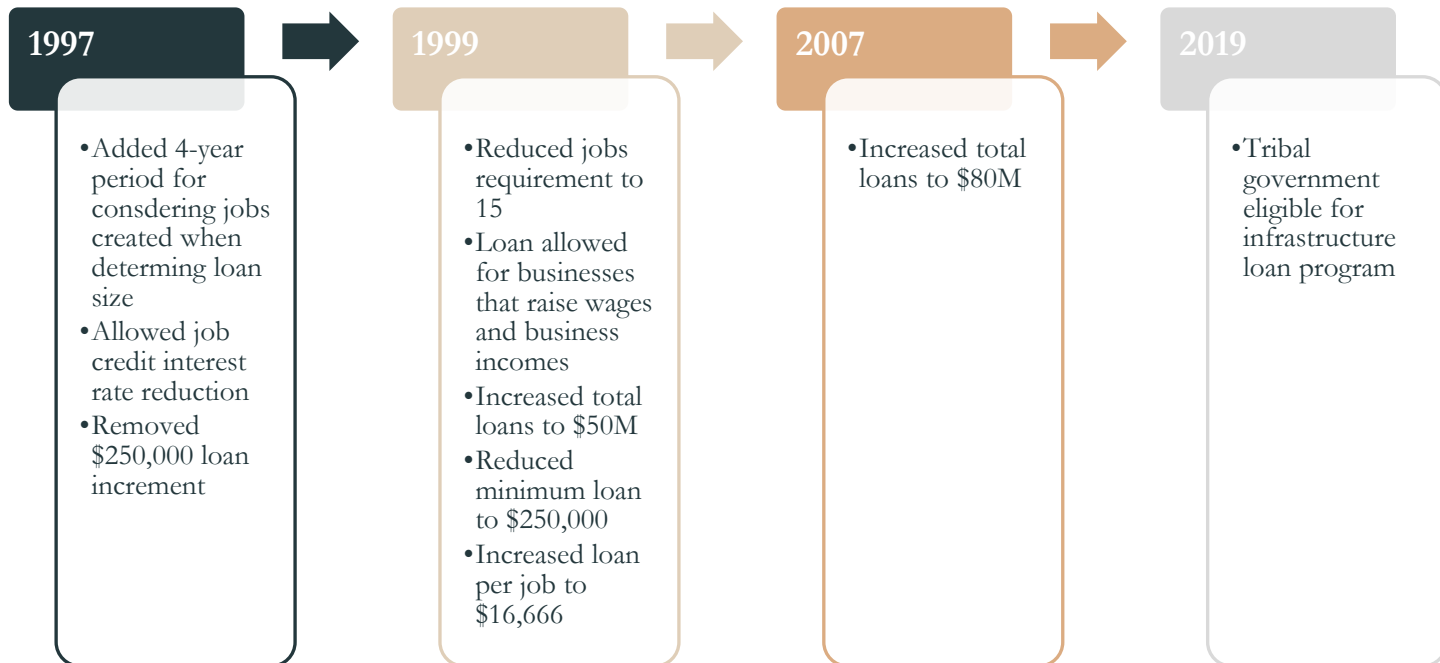 1997
•Added 4-year
period for
consdering jobs
created when
determing loan
size
•Allowed job
credit interest
rate reduction
•Removed
$250,000 loan
increment
1999
•Reduced jobs
requirement to
15
•Loan allowed
for businesses
that raise wages
and business
incomes
•Increased total
loans to $50M
•Reduced
minimum loan
to $250,000
•Increased loan
per job to
$16,666
2007
•Increased total
loans to $80M
2019
•Tribal
government
eligible for
infrastructure
loan program